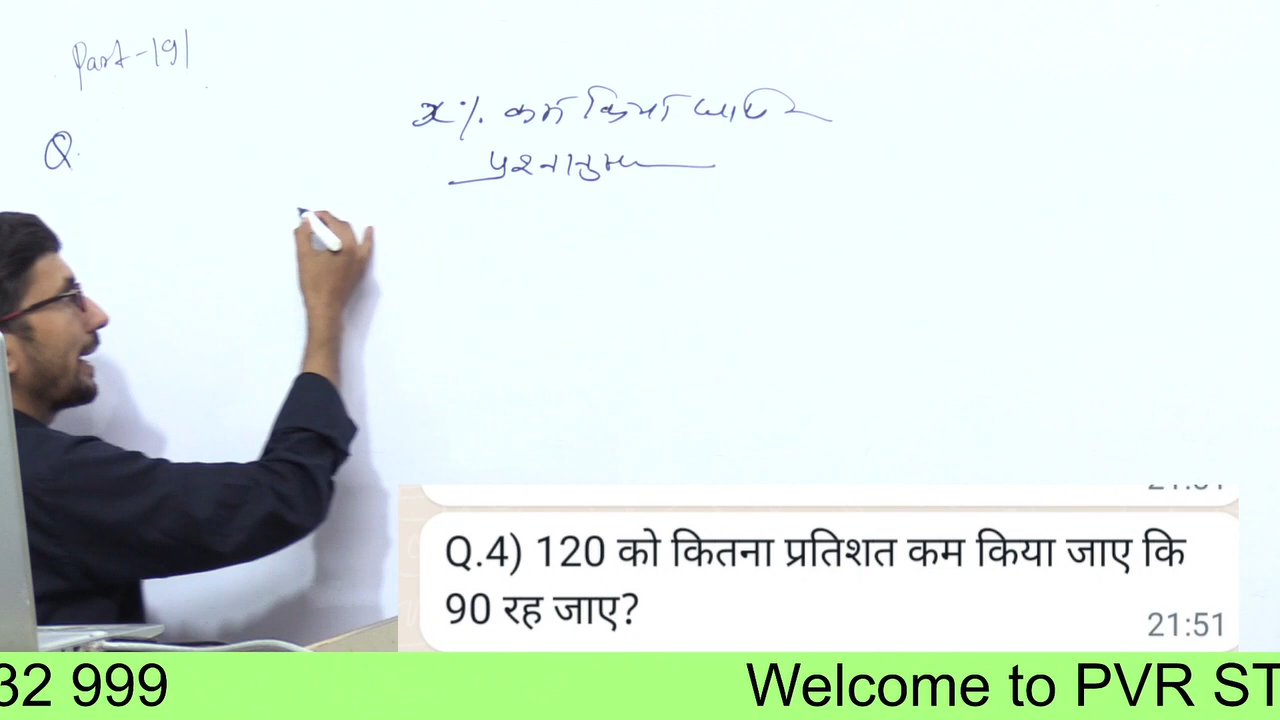 Part-191
Q.
x% कम किया जाये
प्रश्नानुसार
Q.4) 120 को कितना प्रतिशत कम किया जाए कि
90 रह जाए?
21:51
32 999
Welcome to PVR ST